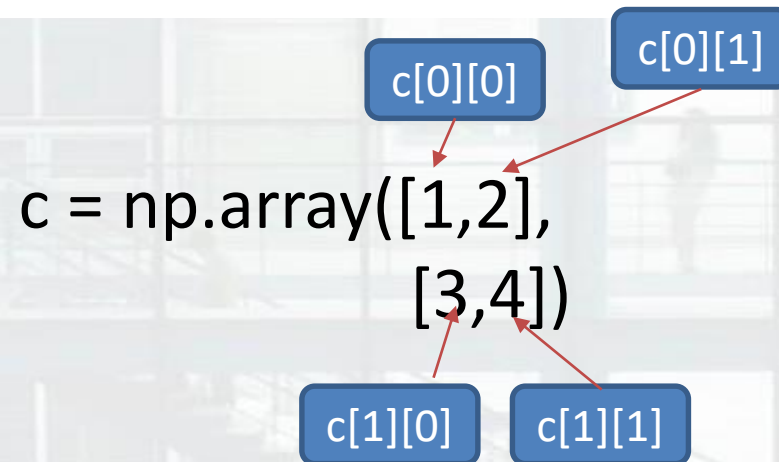 c[0][1]
c[0][0]
c = np.array([1,2],
[3,4])
c[1][0] c[1][1]